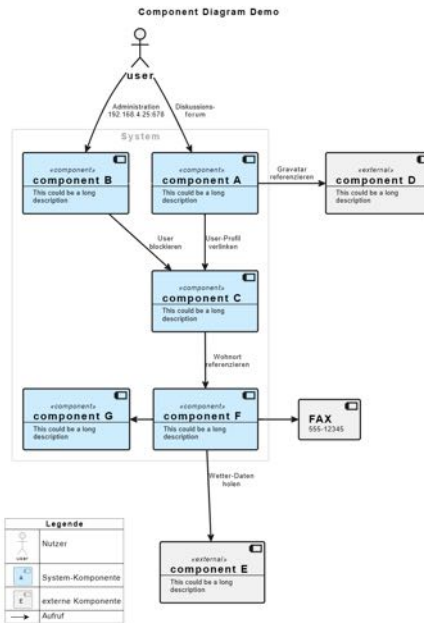 Component Diagram Demo
user
Administration
192.168.4.25:678
Diskussions-
forum
System
«component»
component B
This could be a long
description
«component»
component A
This could be a long
description
Gravatar
referenzieren
«external»
component D
This could be a long
description
User
blockieren
User-Profil
verlinken
«component»
component C
This could be a long
description
Wohnort
referenzieren
«component»
component G
This could be a long
description
«component»
component F
This could be a long
description
FAX
555-12345
Wetter-Daten
holen
«external»
component E
This could be a long
description
Legende
user
Nutzer
A
System-Komponente
E
externe Komponente
Aufruf